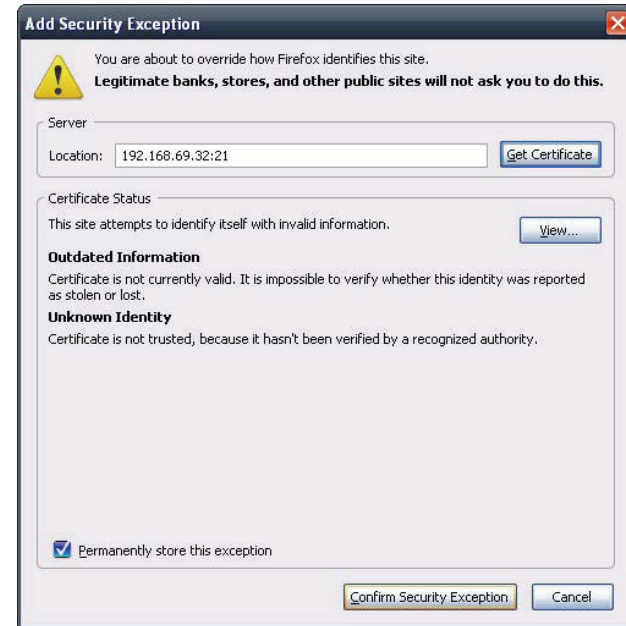 Add Security Exception
You are about to override how Firefox identifies this site.
Legitimate banks, stores, and other public sites will not ask you to do this.
Server
Location: 192.168.69.32:21 Get Certificate
Certificate Status
This site attempts to identify itself with invalid information. View...
Outdated Information
Certificate is not currently valid. It is impossible to verify whether this identity was reported
as stolen or lost.
Unknown Identity
Certificate is not trusted, because it hasn't been verified by a recognized authority.
Permanently store this exception
Confirm Security Exception Cancel